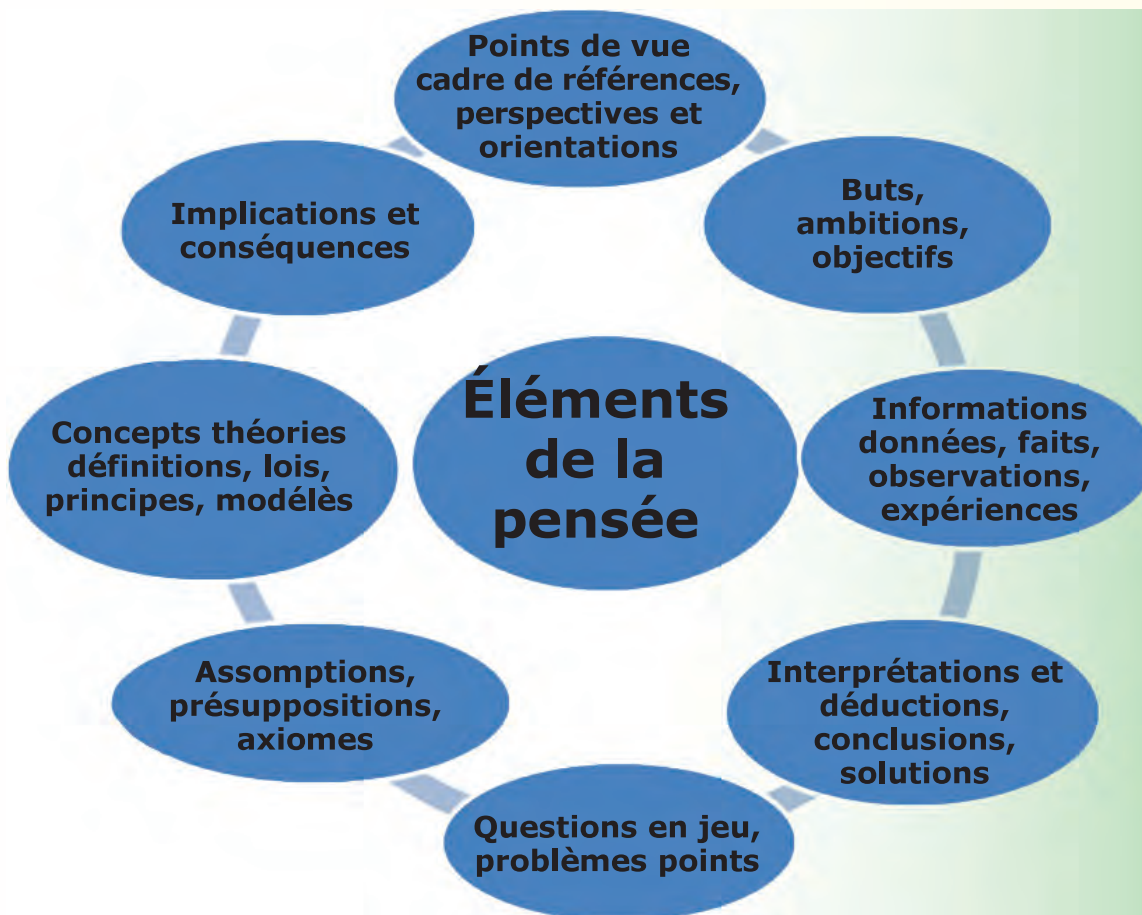 Points de vue
cadre de références,
perspectives et
orientations
Buts,
ambitions,
objectifs
Informations
données, faits,
observations,
expériences
Interprétations et
déductions,
conclusions,
solutions
Questions en jeu,
problèmes points
Assomptions,
présuppositions,
axiomes
Concepts théories
définitions, lois,
principes, modélès
Implications et
conséquences
Éléments
de la
pensée